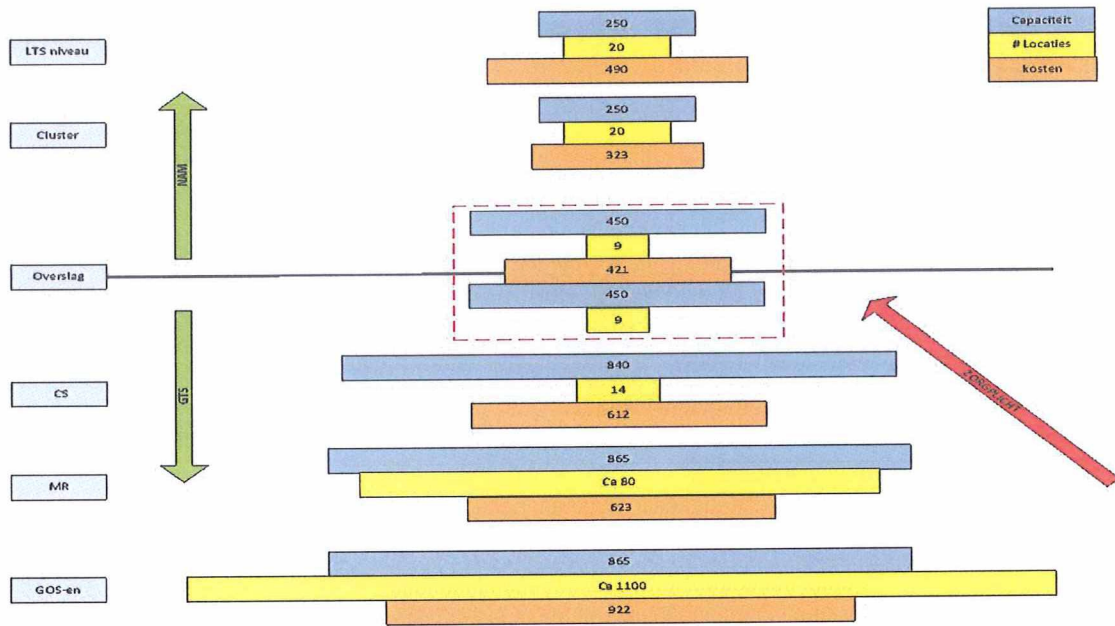 250
Capaciteit
LTS niveau
20
# Locaties
490
kosten
250
Cluster
20
323
NAM
450
9
Overslag
421
450
9
840
CS
14
GTS
612
ZORGPLICHT
865
MR
Ca 80
623
865
GOS-en
Ca 1100
922